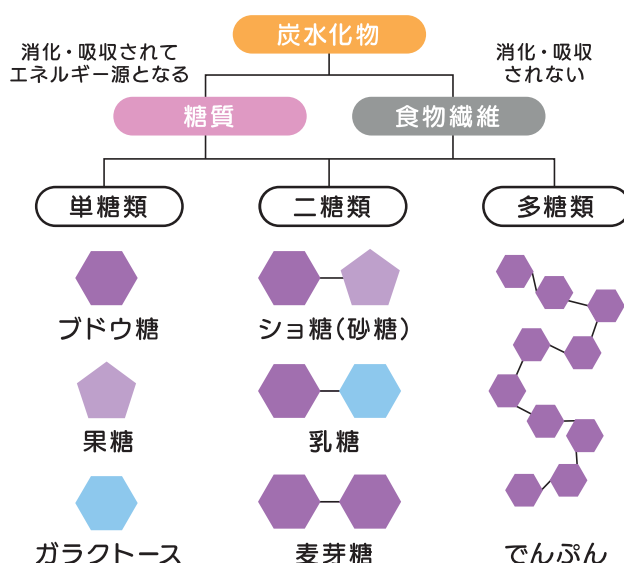 炭水化物
消化・吸収されて
エネルギー源となる
消化・吸収
されない
糖質
食物繊維
単糖類
二糖類
多糖類
ブドウ糖
ショ糖(砂糖)
果糖
乳糖
ガラクトース
麦芽糖
でんぷん